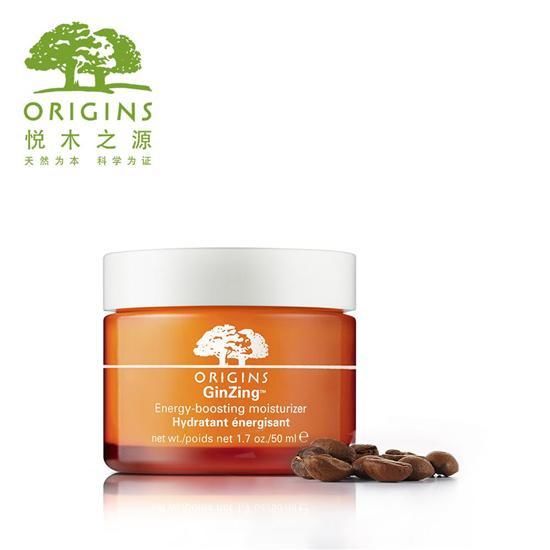 ORIGINS
悦木之源
天然为本 科学为证
ORIGINS
GinZing™
Energy-boosting moisturizer
Hydratant énergisant
net wt./poids net 1.7 oz./50 ml ℮